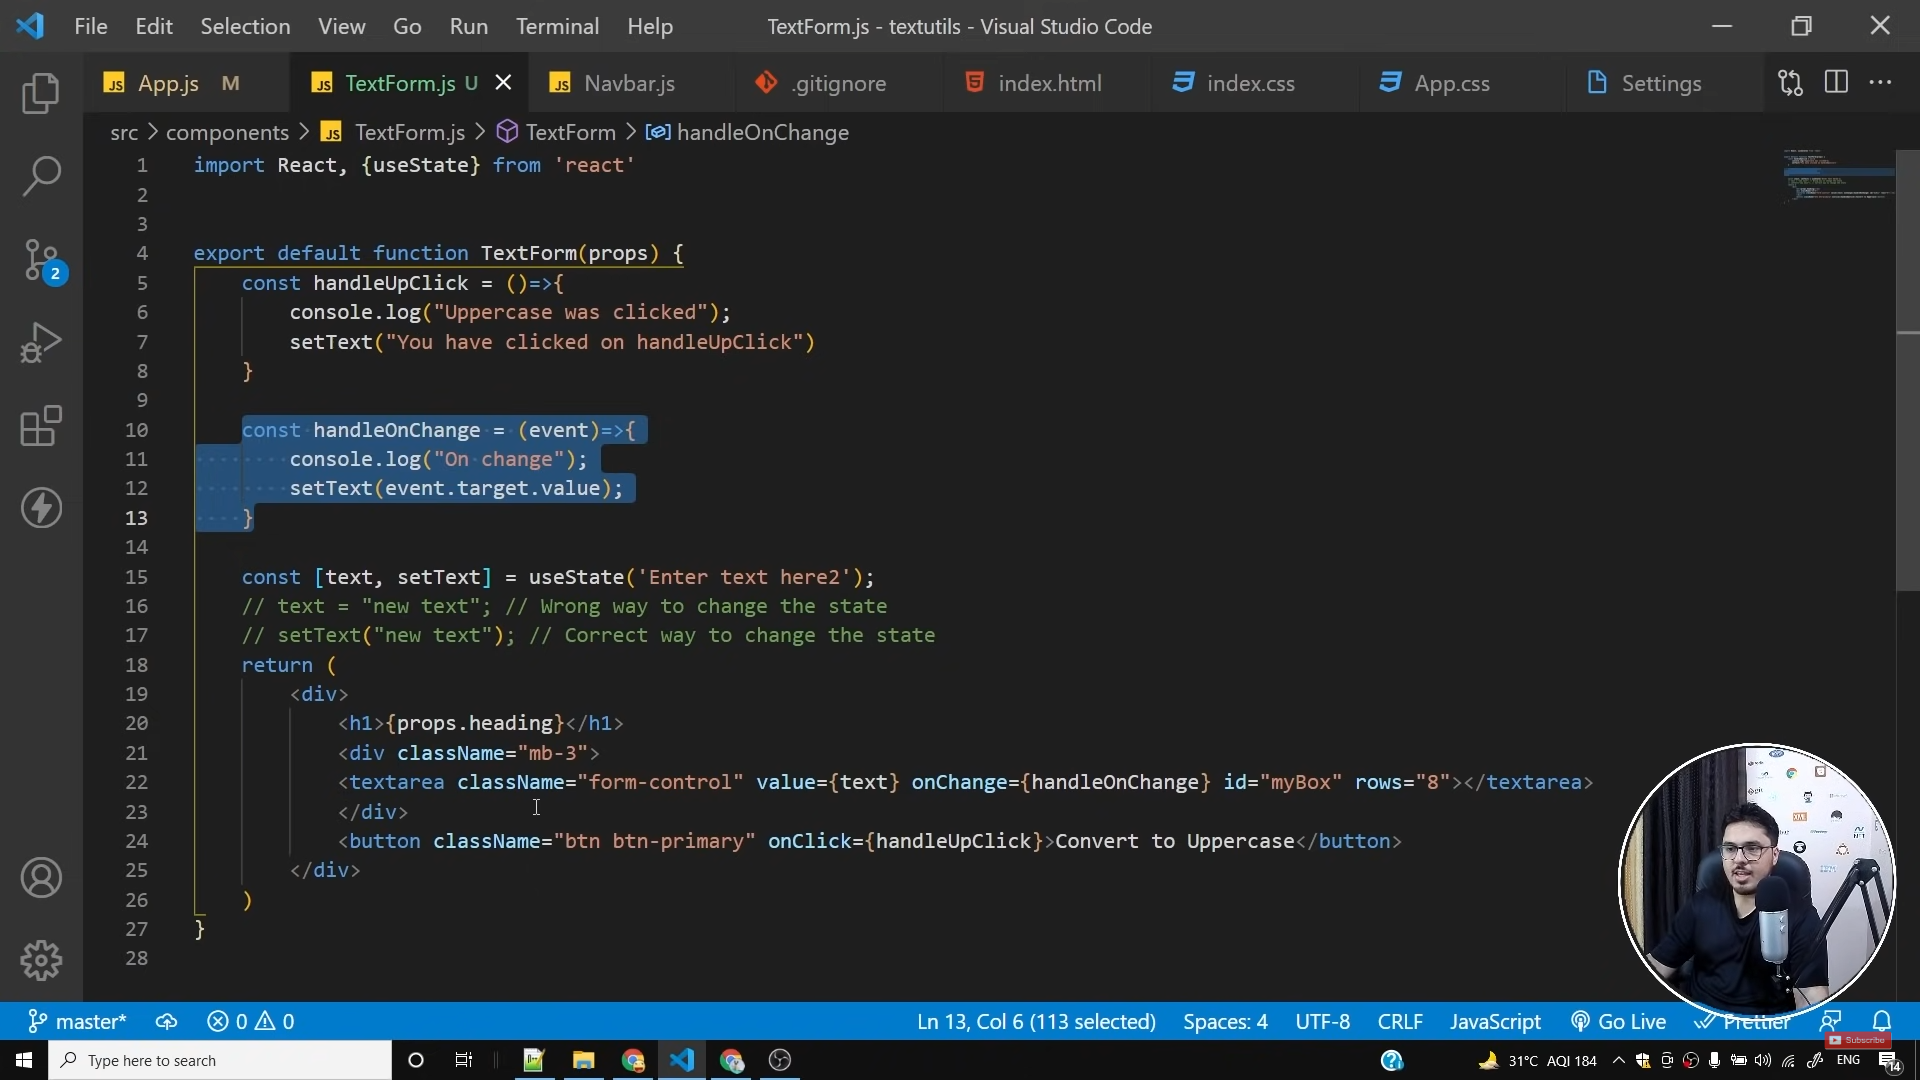 File Edit Selection View Go Run Terminal Help TextForm.js - textutils - Visual Studio Code
JS App.js M JS TextForm.js U Navbar.js .gitignore index.html index.css App.css Settings
src > components > JS TextForm.js > TextForm > handleOnChange
1 import React, {useState} from 'react'
2
3
4 export default function TextForm(props) {
5 const handleUpClick = ()=>{
6 console.log("Uppercase was clicked");
7 setText("You have clicked on handleUpClick")
8 }
9
10 const handleOnChange = (event)=>{
11 console.log("On change");
12 setText(event.target.value);
13 }
14
15 const [text, setText] = useState('Enter text here2');
16 // text = "new text"; // Wrong way to change the state
17 // setText("new text"); // Correct way to change the state
18 return (
19 <div>
20 <h1>{props.heading}</h1>
21 <div className="mb-3">
22 <textarea className="form-control" value={text} onChange={handleOnChange} id="myBox" rows="8"></textarea>
23 </div>
24 <button className="btn btn-primary" onClick={handleUpClick}>Convert to Uppercase</button>
25 </div>
26 )
27 }
28
2
master* 0 0 Ln 13, Col 6 (113 selected) Spaces: 4 UTF-8 CRLF JavaScript Go Live Prettier
Subscribe
Type here to search 31°C AQI 184 ENG 14